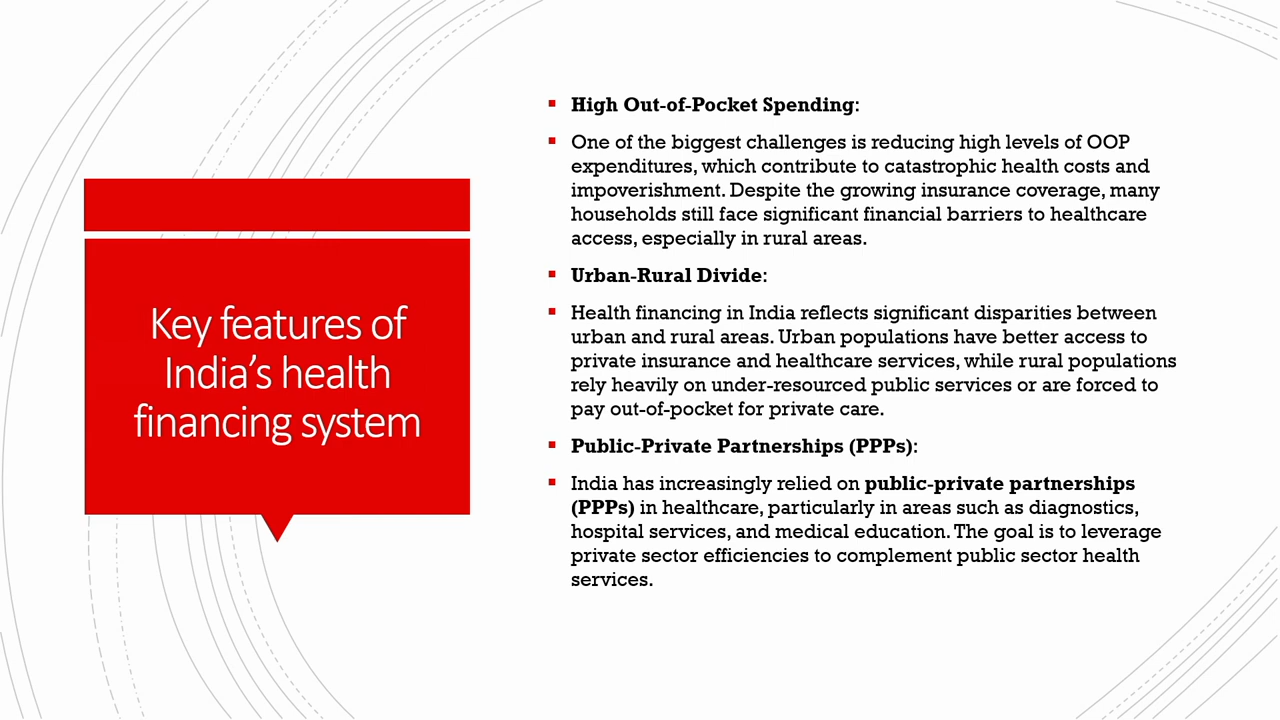 Key features of
India's health
financing system
High Out-of-Pocket Spending:
One of the biggest challenges is reducing high levels of OOP
expenditures, which contribute to catastrophic health costs and
impoverishment. Despite the growing insurance coverage, many
households still face significant financial barriers to healthcare
access, especially in rural areas.
Urban-Rural Divide:
Health financing in India reflects significant disparities between
urban and rural areas. Urban populations have better access to
private insurance and healthcare services, while rural populations
rely heavily on under-resourced public services or are forced to
pay out-of-pocket for private care.
Public-Private Partnerships (PPPs):
India has increasingly relied on public-private partnerships
(PPPs) in healthcare, particularly in areas such as diagnostics,
hospital services, and medical education. The goal is to leverage
private sector efficiencies to complement public sector health
services.